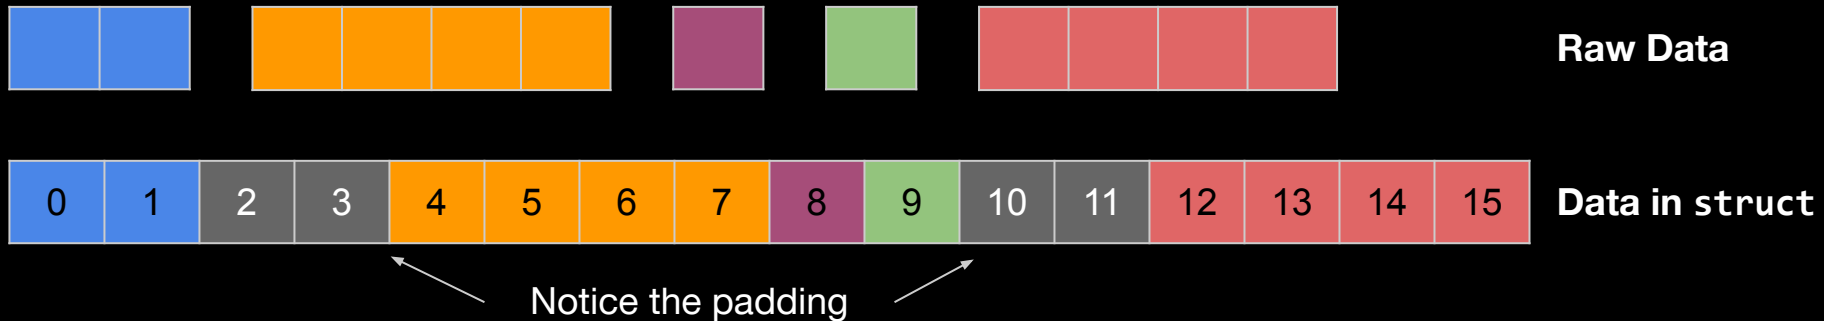 Raw Data
0 1 2 3 4 5 6 7 8 9 10 11 12 13 14 15 Data in struct
Notice the padding